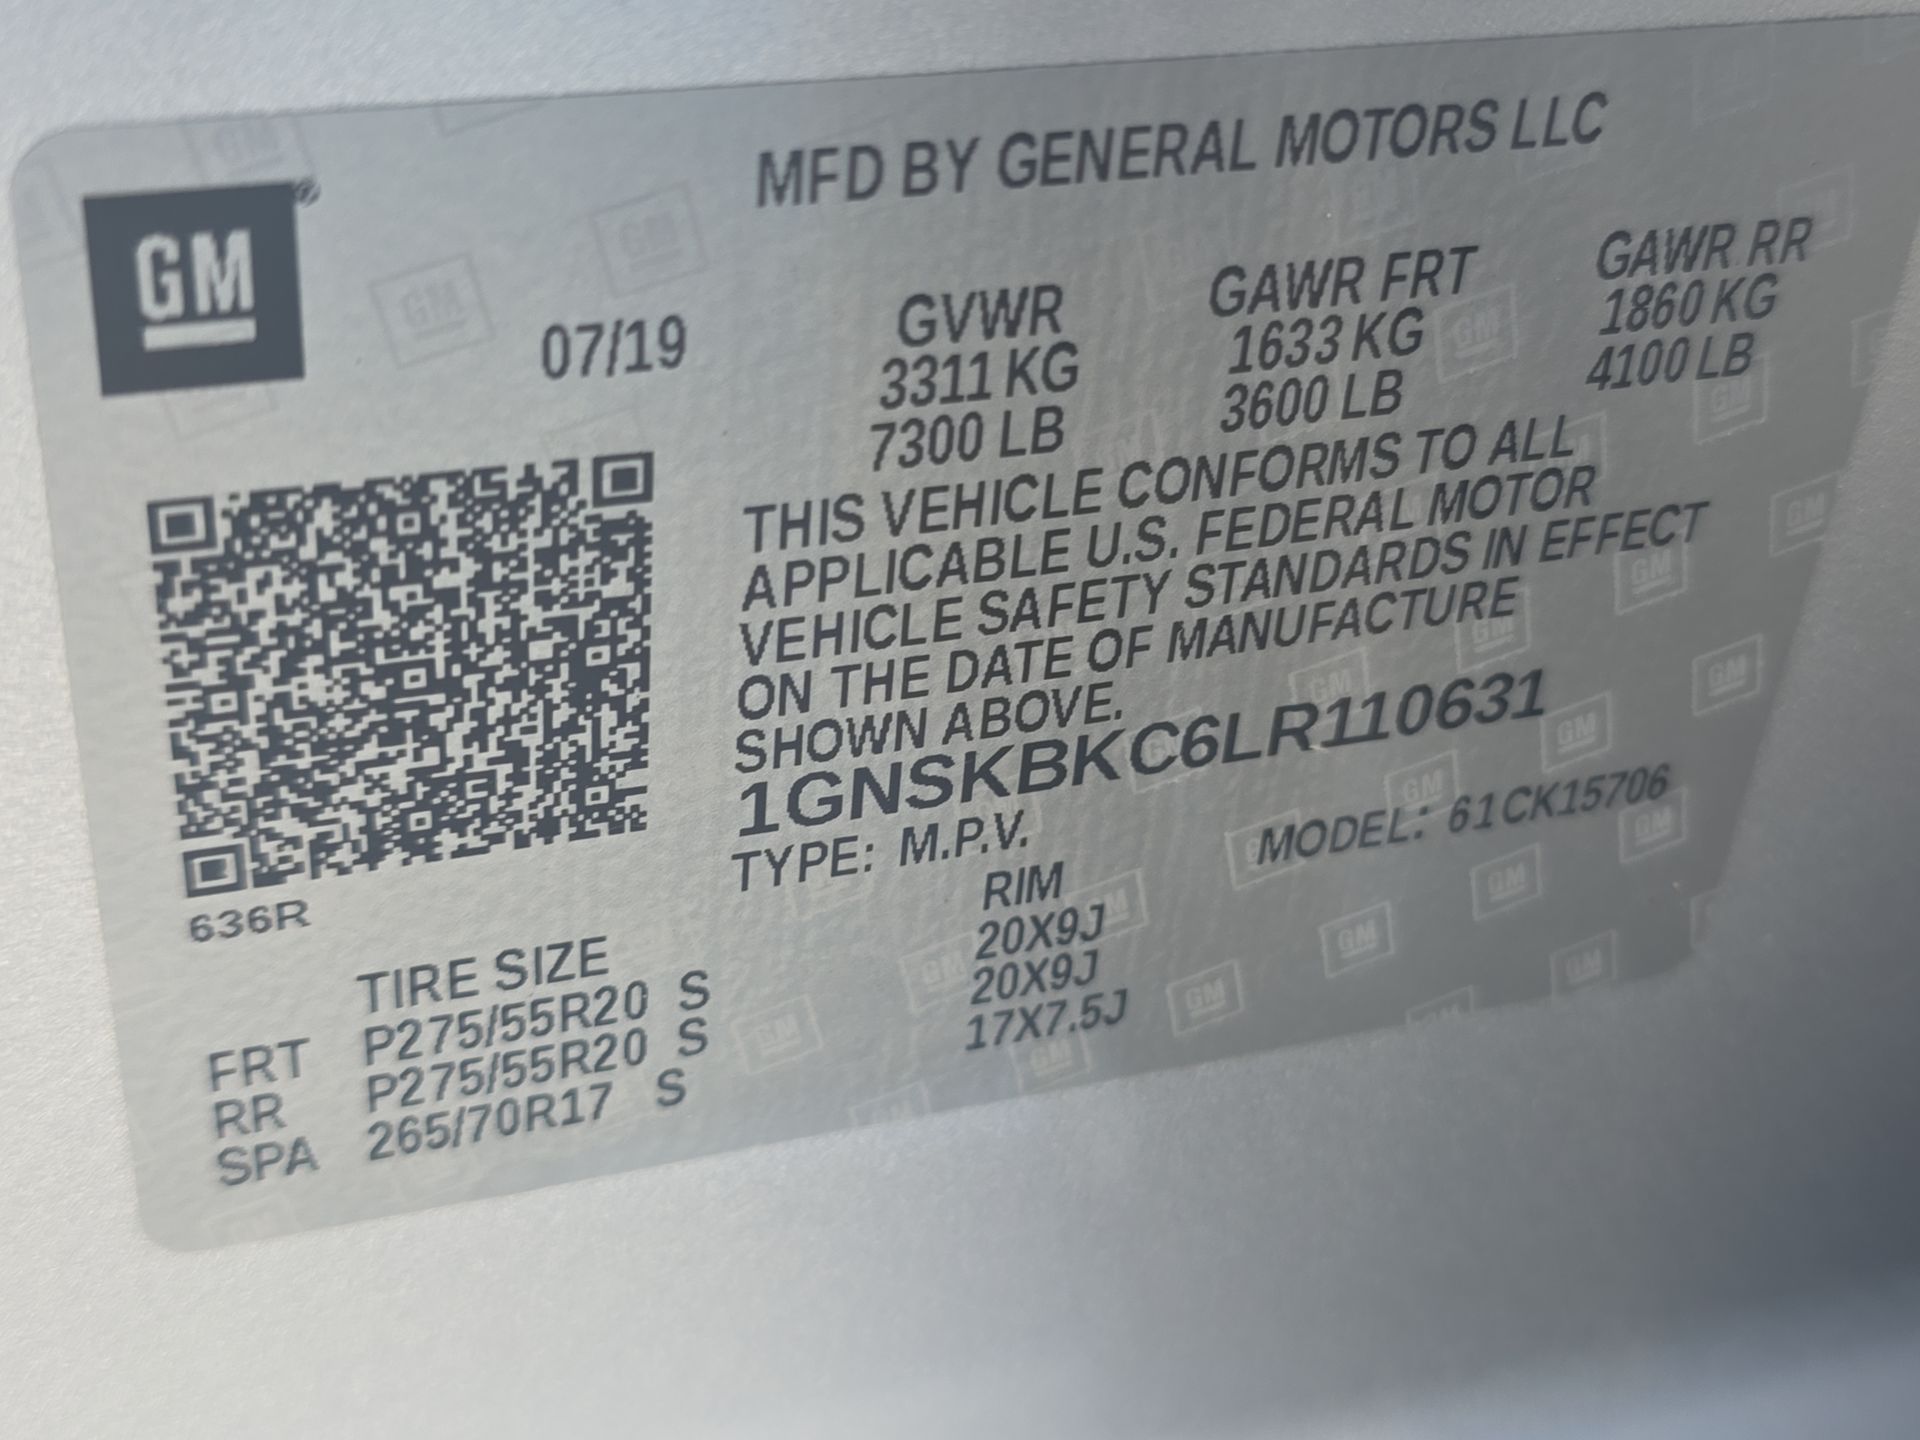 GM
MFD BY GENERAL MOTORS LLC
07/19
GVWR GAWR FRT GAWR RR
3311 KG 1633 KG 1860 KG
7300 LB 3600 LB 4100 LB
THIS VEHICLE CONFORMS TO ALL
APPLICABLE U.S. FEDERAL MOTOR
VEHICLE SAFETY STANDARDS IN EFFECT
ON THE DATE OF MANUFACTURE
SHOWN ABOVE.
1GNSKBKC6LR110631
TYPE: M.P.V. MODEL: 61CK15706
636R
TIRE SIZE RIM
FRT P275/55R20 S 20X9J
RR P275/55R20 S 20X9J
SPA 265/70R17 S 17X7.5J